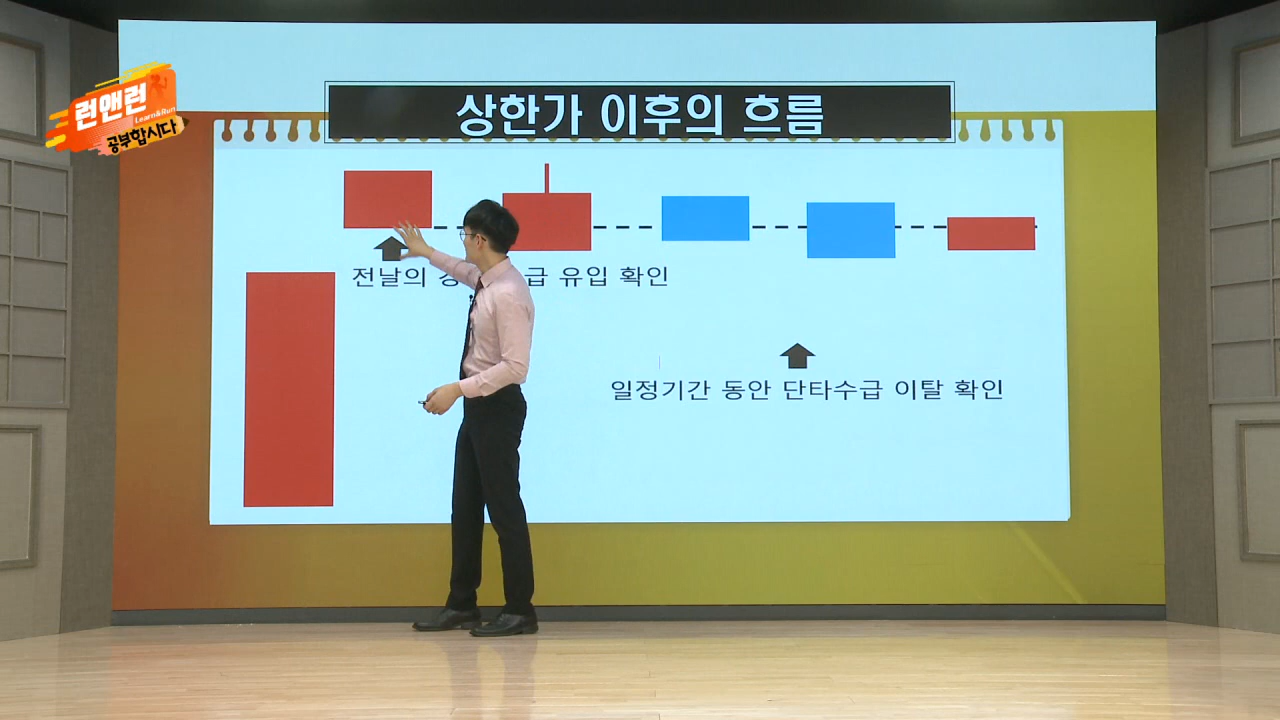 런앤런
Learn&Run
공부합시다
상한가 이후의 흐름
전날의 급 유입 확인
일정기간 동안 단타수급 이탈 확인